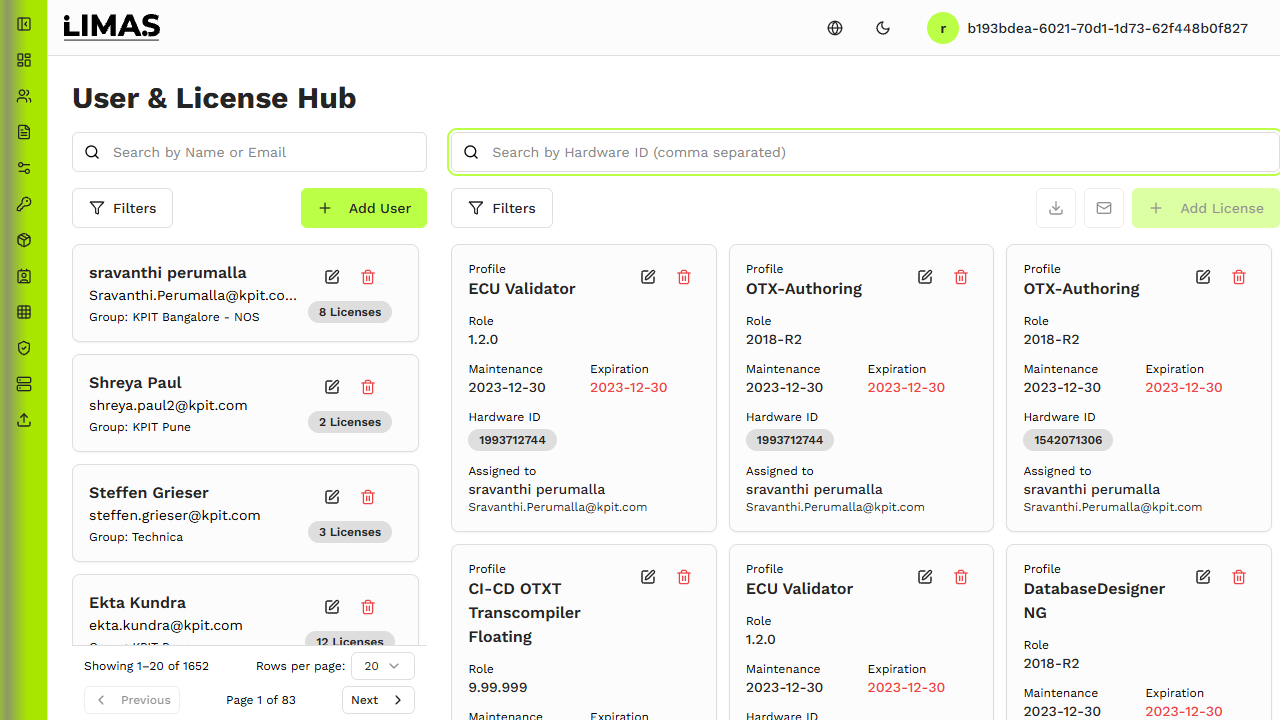 LIMAS
r
b193bdea-6021-70d1-1d73-62f448b0f827
User & License Hub
Search by Name or Email
Search by Hardware ID (comma separated)
Filters
Add User
Filters
Add License
sravanthi perumalla
Sravanthi.Perumalla@kpit.co...
Group: KPIT Bangalore - NOS
8 Licenses
Shreya Paul
shreya.paul2@kpit.com
Group: KPIT Pune
2 Licenses
Steffen Grieser
steffen.grieser@kpit.com
Group: Technica
3 Licenses
Ekta Kundra
ekta.kundra@kpit.com
12 Licenses
Showing 1–20 of 1652
Rows per page:
20
Previous
Page 1 of 83
Next
Profile
ECU Validator
Role
1.2.0
Maintenance
2023-12-30
Expiration
2023-12-30
Hardware ID
1993712744
Assigned to
sravanthi perumalla
Sravanthi.Perumalla@kpit.com
Profile
OTX-Authoring
Role
2018-R2
Maintenance
2023-12-30
Expiration
2023-12-30
Hardware ID
1993712744
Assigned to
sravanthi perumalla
Sravanthi.Perumalla@kpit.com
Profile
OTX-Authoring
Role
2018-R2
Maintenance
2023-12-30
Expiration
2023-12-30
Hardware ID
1542071306
Assigned to
sravanthi perumalla
Sravanthi.Perumalla@kpit.com
Profile
CI-CD OTXT
Transcompiler
Floating
Role
9.99.999
Maintenance
Expiration
Profile
ECU Validator
Role
1.2.0
Maintenance
2023-12-30
Expiration
2023-12-30
Hardware ID
Profile
DatabaseDesigner
NG
Role
2018-R2
Maintenance
2023-12-30
Expiration
2023-12-30